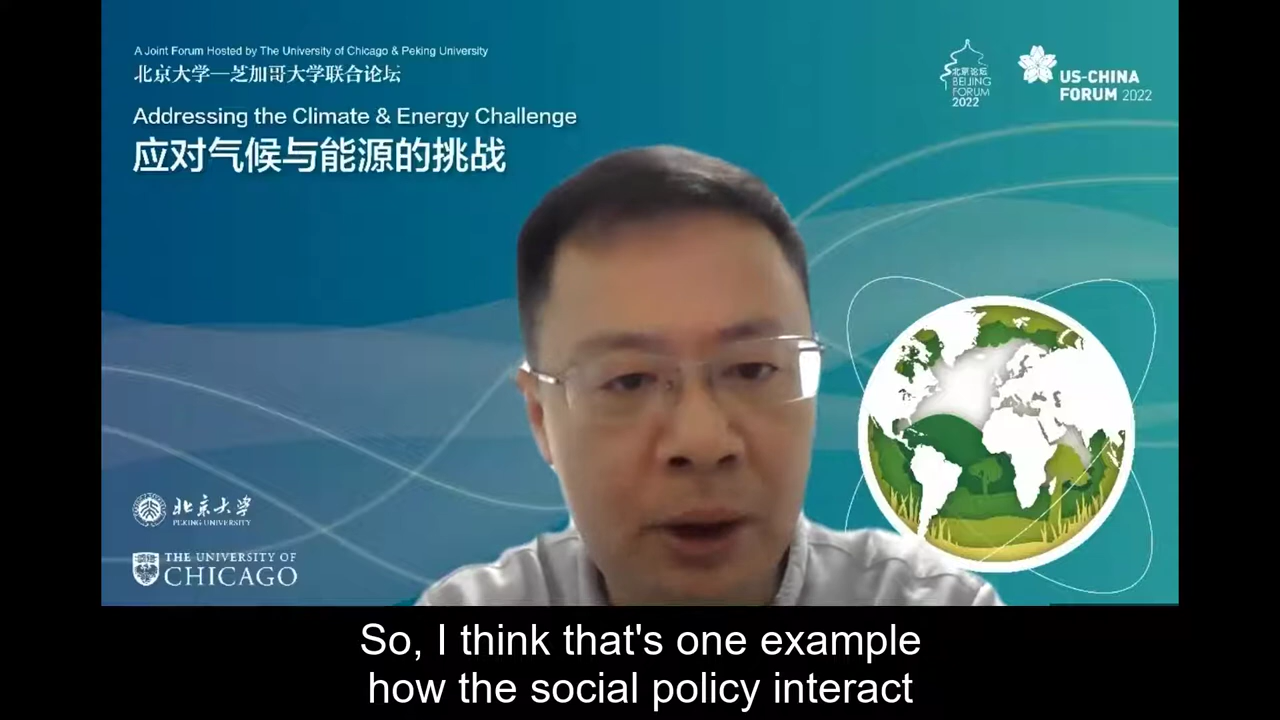 A Joint Forum Hosted by The University of Chicago & Peking University
北京大学—芝加哥大学联合论坛
Addressing the Climate & Energy Challenge
应对气候与能源的挑战
北京论坛
BEIJING
FORUM
2022
US-CHINA
FORUM 2022
北京大学
PEKING UNIVERSITY
THE UNIVERSITY OF
CHICAGO
So, I think that's one example
how the social policy interact